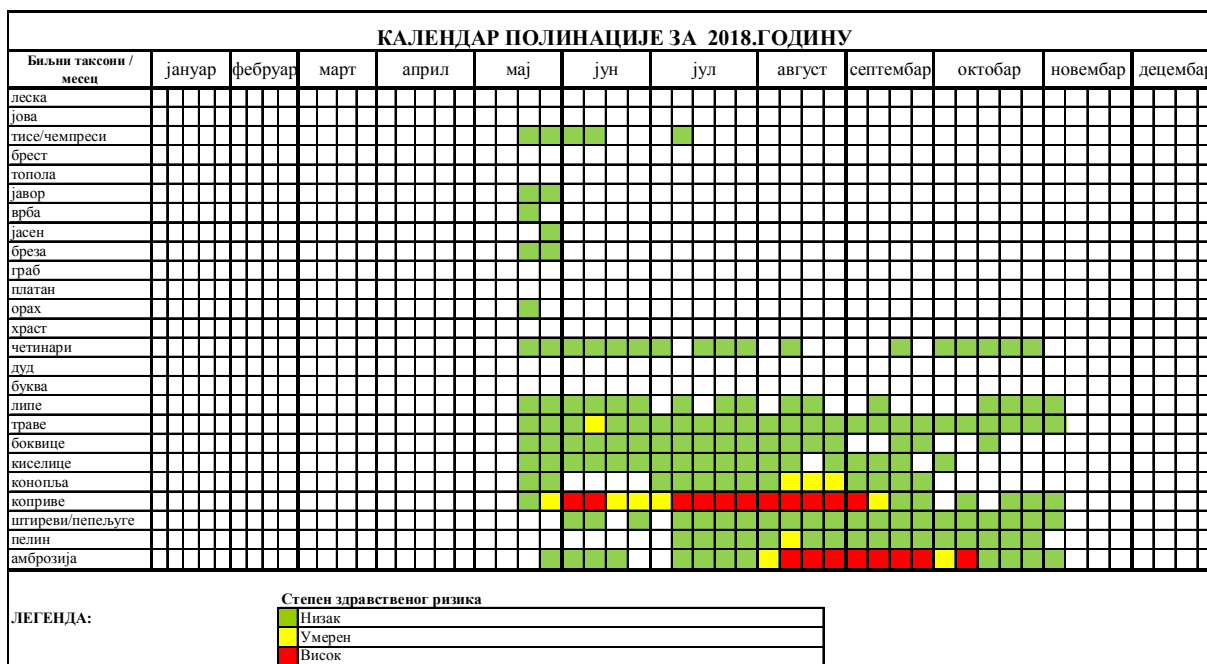 КАЛЕНДАР ПОЛИНАЦИЈЕ ЗА 2018.ГОДИНУ
Биљни таксони / месец јануар фебруар март април мај јун јул август септембар октобар новембар децембар
леска
јова
тисе/чемпреси
брест
топола
јавор
врба
јасен
бреза
граб
платан
орах
храст
четинари
дуд
буква
липе
траве
боквице
киселице
конопља
коприве
штиреви/пепељуге
пелин
амброзија
Степен здравственог ризика
ЛЕГЕНДА: Низак
Умерен
Висок